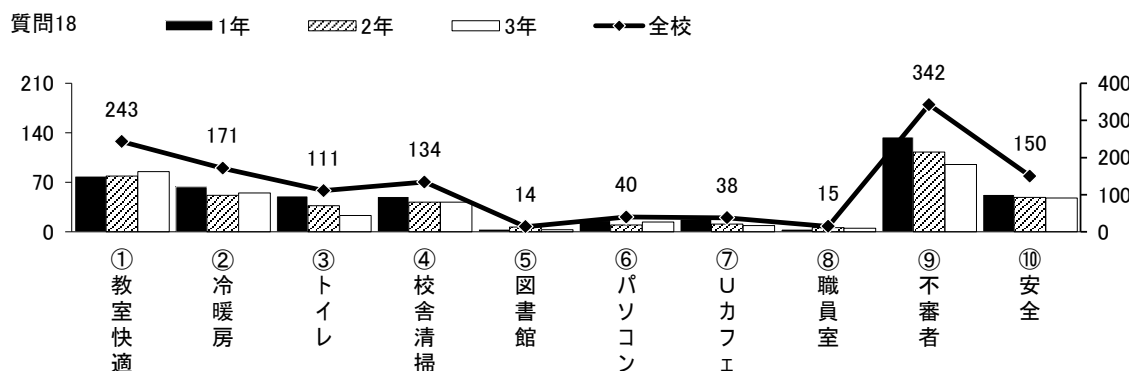 質問18
1年 2年 3年 全校
210 140 70 0
243 171 111 134 14 40 38 15 342 150
400 300 200 100 0
①教室快適
②冷暖房
③トイレ
④校舎清掃
⑤図書館
⑥パソコン
⑦Uカフェ
⑧職員室
⑨不審者
⑩安全